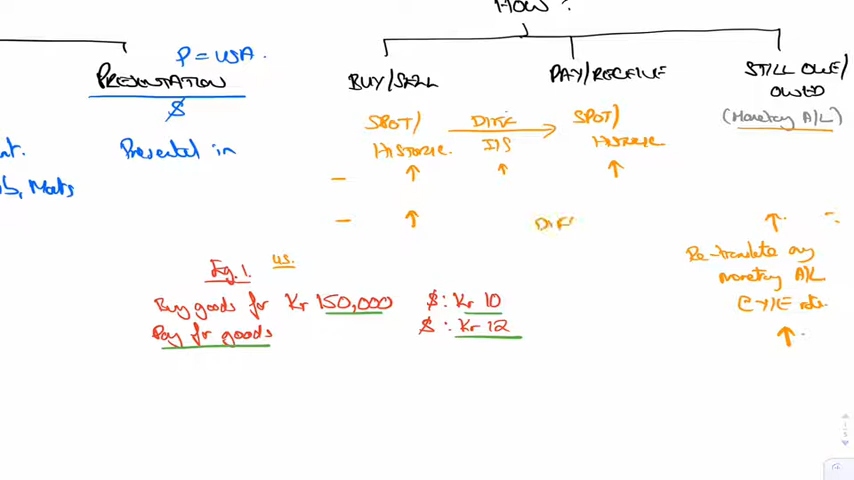 HOW?
P = WA.
PRESENTATION
$
Presented in
nt.
BUY/SELL
PAY/RECEIVE
STILL OWE/
OWED
(Monetary A/L)
SPOT/
HISTORIC.
DIFF
I/S
SPOT/
HISTORIC
DIFF
Re-translate any
monetary A/L
@ Y/E rate.
Eg. 1.
US.
Buy goods for Kr 150,000 $: Kr 10
Pay for goods $: Kr 12